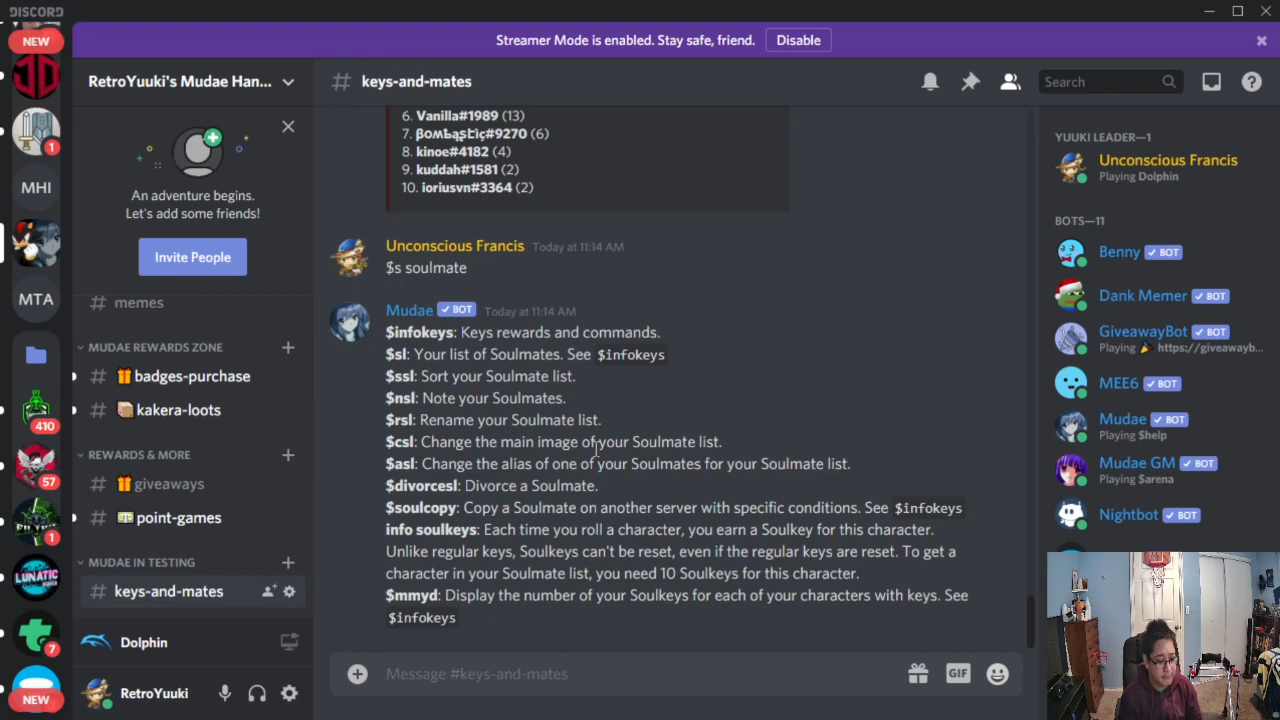 DISCORD
Streamer Mode is enabled. Stay safe, friend.
Disable
NEW
1
MHI
MTA
410
57
1
7
NEW
RetroYuuki's Mudae Han...
An adventure begins.
Let's add some friends!
Invite People
# memes
MUDAE REWARDS ZONE
# badges-purchase
# kakera-loots
REWARDS & MORE
# giveaways
# point-games
MUDAE IN TESTING
# keys-and-mates
Dolphin
RetroYuuki
# keys-and-mates
Search
6. Vanilla#1989 (13)
7. βoмҍąʂէìç#9270 (6)
8. kinoe#4182 (4)
9. kuddah#1581 (2)
10. ioriusvn#3364 (2)
Unconscious Francis Today at 11:14 AM
$s soulmate
Mudae ✓ BOT Today at 11:14 AM
$infokeys: Keys rewards and commands.
$sl: Your list of Soulmates. See $infokeys
$ssl: Sort your Soulmate list.
$nsl: Note your Soulmates.
$rsl: Rename your Soulmate list.
$csl: Change the main image of your Soulmate list.
$asl: Change the alias of one of your Soulmates for your Soulmate list.
$divorcesl: Divorce a Soulmate.
$soulcopy: Copy a Soulmate on another server with specific conditions. See $infokeys
info soulkeys: Each time you roll a character, you earn a Soulkey for this character.
Unlike regular keys, Soulkeys can't be reset, even if the regular keys are reset. To get a
character in your Soulmate list, you need 10 Soulkeys for this character.
$mmyd: Display the number of your Soulkeys for each of your characters with keys. See
$infokeys
Message #keys-and-mates
GIF
YUUKI LEADER—1
Unconscious Francis
Playing Dolphin
BOTS—11
Benny ✓ BOT
Dank Memer ✓ BOT
GiveawayBot ✓ BOT
Playing 🎉 https://giveawayb...
MEE6 ✓ BOT
Mudae ✓ BOT
Playing $help
Mudae GM ✓ BOT
Playing $arena
Nightbot ✓ BOT